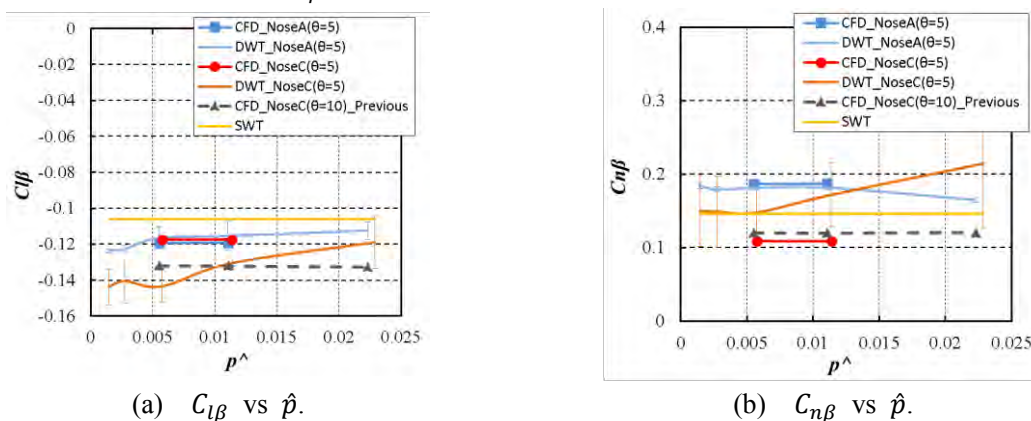 0
-0.02
-0.04
-0.06
-0.08
-0.1
-0.12
-0.14
-0.16
Clβ
CFD_NoseA(θ=5)
DWT_NoseA(θ=5)
CFD_NoseC(θ=5)
DWT_NoseC(θ=5)
CFD_NoseC(θ=10)_Previous
SWT
0 0.005 0.01 0.015 0.02 0.025
p^
(a) C_{lβ} vs p̂.
0.4
0.3
0.2
0.1
0
Cnβ
CFD_NoseA(θ=5)
DWT_NoseA(θ=5)
CFD_NoseC(θ=5)
DWT_NoseC(θ=5)
CFD_NoseC(θ=10)_Previous
SWT
0 0.005 0.01 0.015 0.02 0.025
p^
(b) C_{nβ} vs p̂.